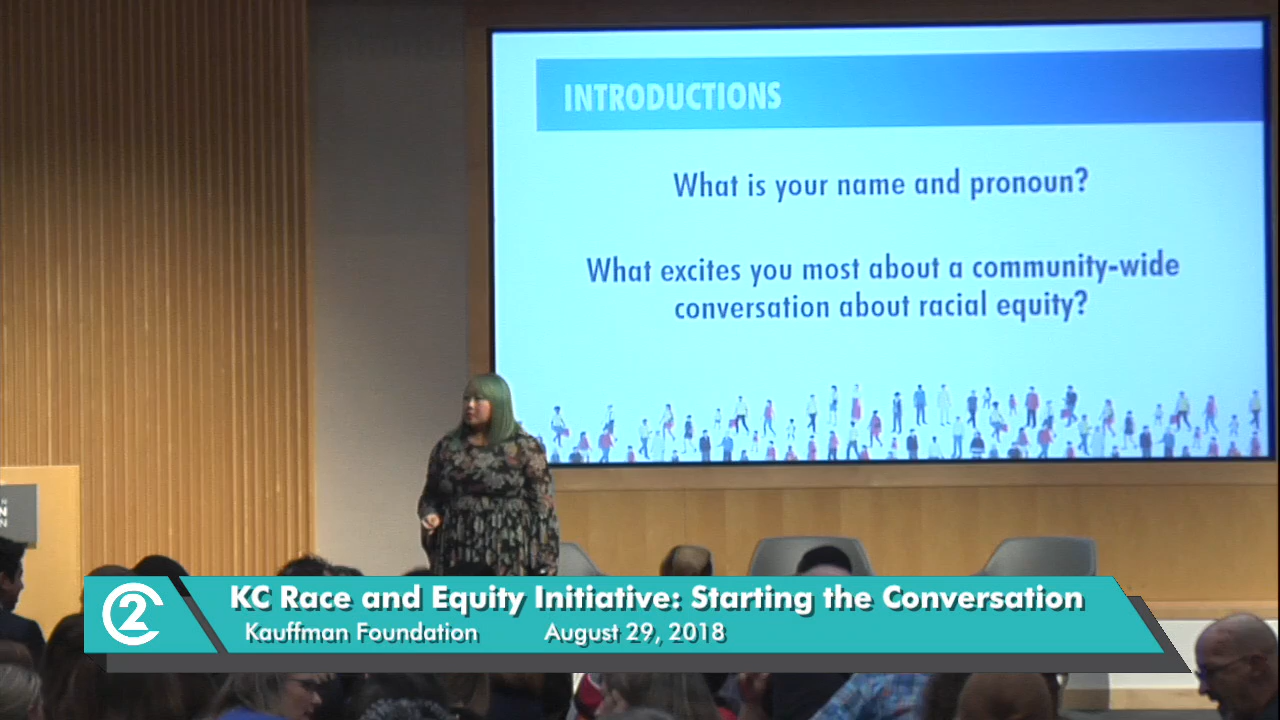 INTRODUCTIONS
What is your name and pronoun?
What excites you most about a community-wide
conversation about racial equity?
KC Race and Equity Initiative: Starting the Conversation
Kauffman Foundation August 29, 2018
2